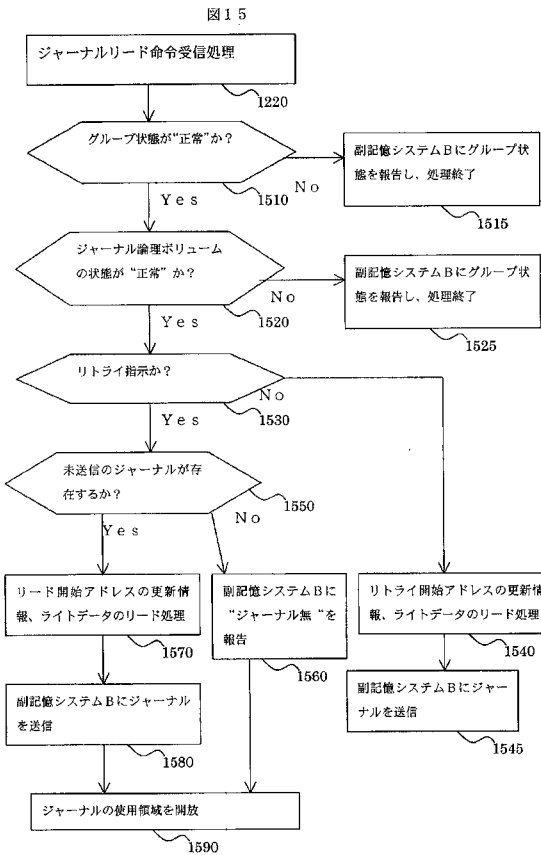 図１５
ジャーナルリード命令受信処理
1220
グループ状態が“正常”か？
1510
Ｎｏ
Ｙｅｓ
副記憶システムＢにグループ状
態を報告し、処理終了
1515
ジャーナル論理ボリューム
の状態が “正常” か？
1520
Ｎｏ
Ｙｅｓ
副記憶システムＢにグループ状
態を報告し、処理終了
1525
リトライ指示か？
1530
Ｎｏ
Ｙｅｓ
未送信のジャーナルが存
在するか？
1550
Ｙｅｓ
Ｎｏ
リード開始アドレスの更新情
報、ライトデータのリード処理
1570
副記憶システムＢに
“ジャーナル無“を
報告
1560
リトライ開始アドレスの更新情
報、ライトデータのリード処理
1540
副記憶システムＢにジャーナル
を送信
1580
副記憶システムＢにジャー
ナルを送信
1545
ジャーナルの使用領域を開放
1590